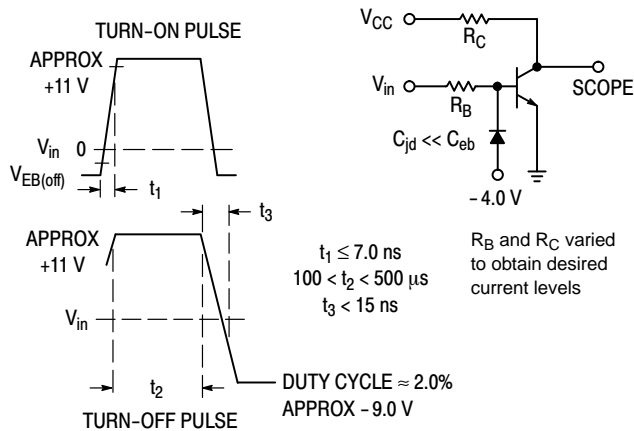 TURN-ON PULSE
APPROX
+11 V
V_in 0
V_EB(off)
t_1
t_3
APPROX
+11 V
V_in
t_2
TURN-OFF PULSE
t_1 ≤ 7.0 ns
100 < t_2 < 500 μs
t_3 < 15 ns
DUTY CYCLE ≈ 2.0%
APPROX -9.0 V
V_CC
R_C
V_in
R_B
SCOPE
C_jd << C_eb
-4.0 V
R_B and R_C varied
to obtain desired
current levels